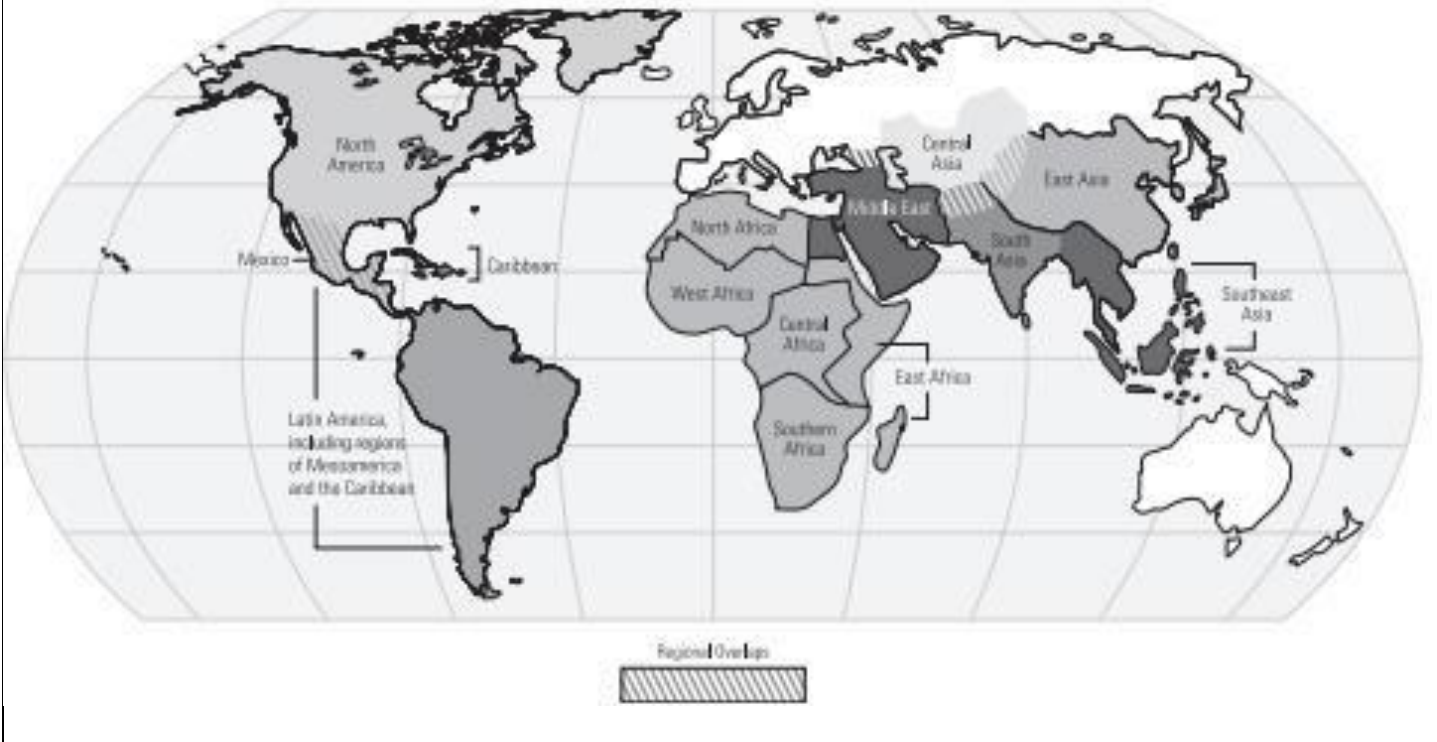 North
America
Central
Asia
East Asia
Middle East
North Africa
South
Asia
Mexico
Caribbean
West Africa
Southeast
Asia
Central
Africa
East Africa
Latin America,
including regions
of Mesoamerica
and the Caribbean
Southern
Africa
Regional Overlaps